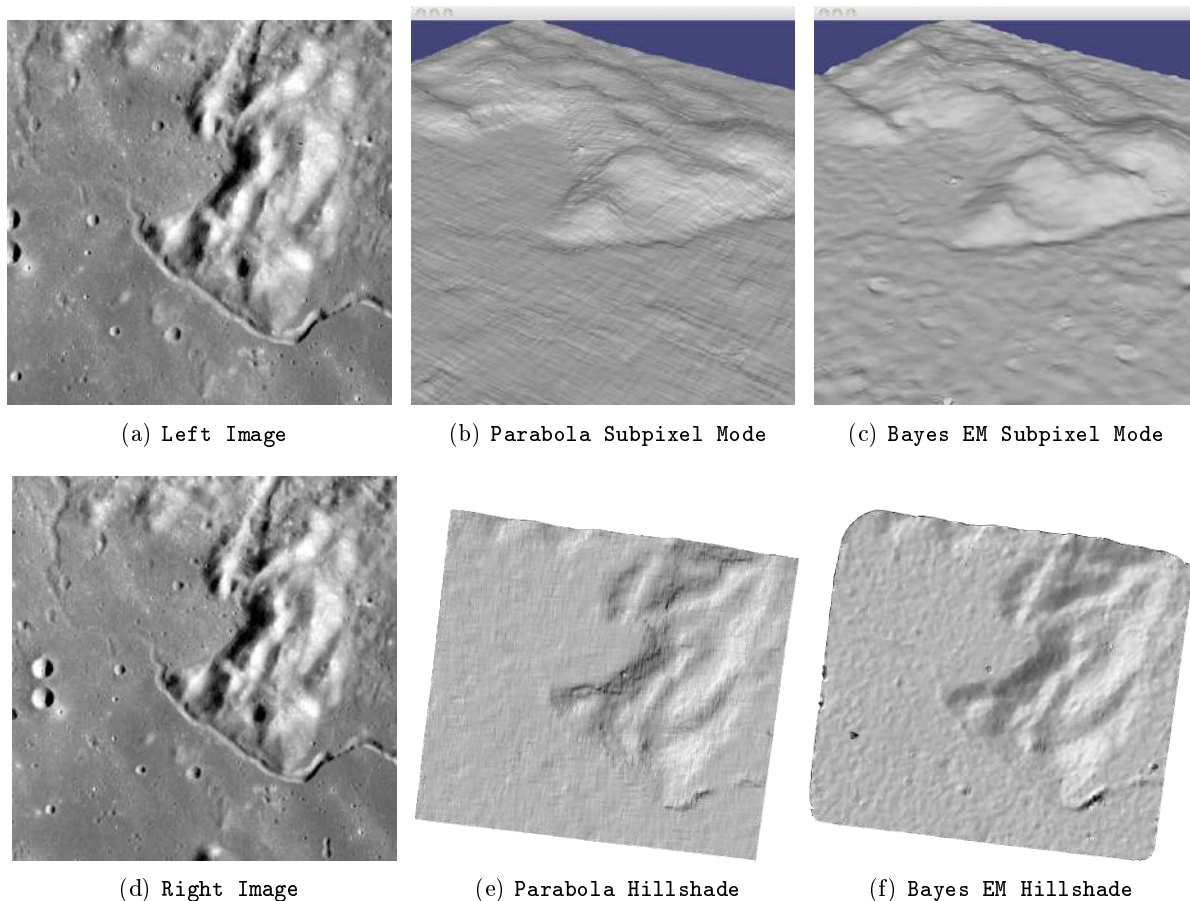 (a) Left Image
(b) Parabola Subpixel Mode
(c) Bayes EM Subpixel Mode
(d) Right Image
(e) Parabola Hillshade
(f) Bayes EM Hillshade